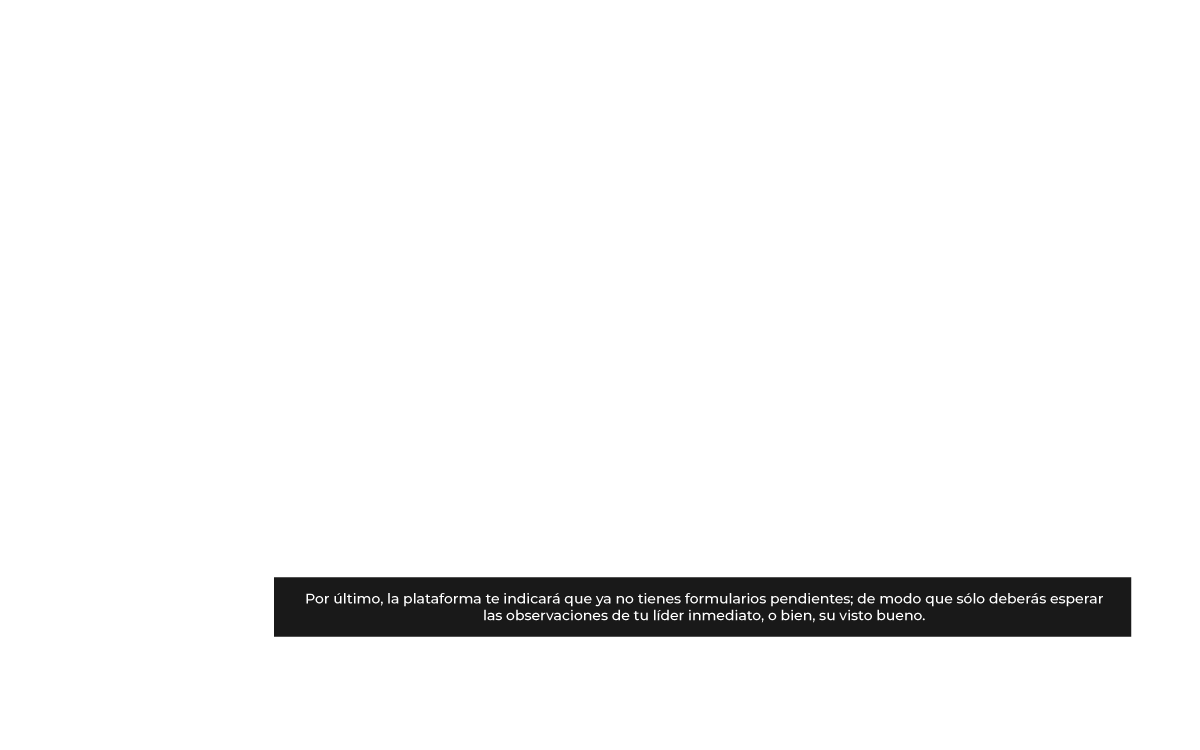 Por último, la plataforma te indicará que ya no tienes formularios pendientes; de modo que sólo deberás esperar
las observaciones de tu líder inmediato, o bien, su visto bueno.